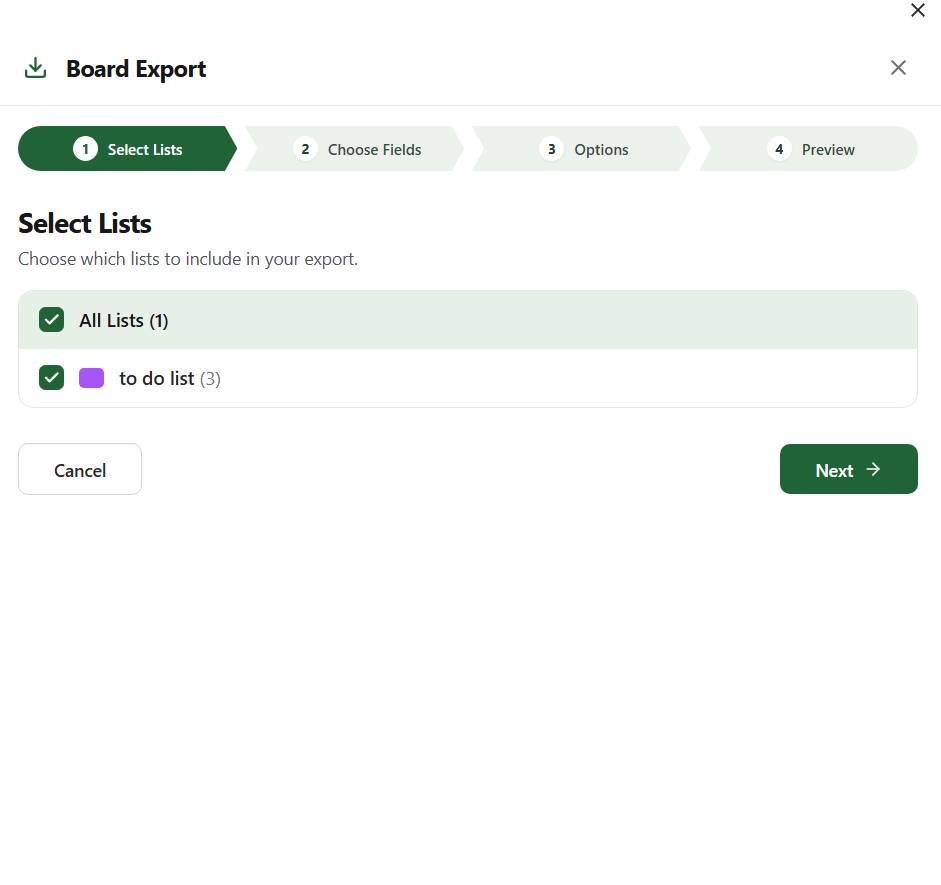 Board Export
1 Select Lists
2 Choose Fields
3 Options
4 Preview
Select Lists
Choose which lists to include in your export.
All Lists (1)
to do list (3)
Cancel
Next →